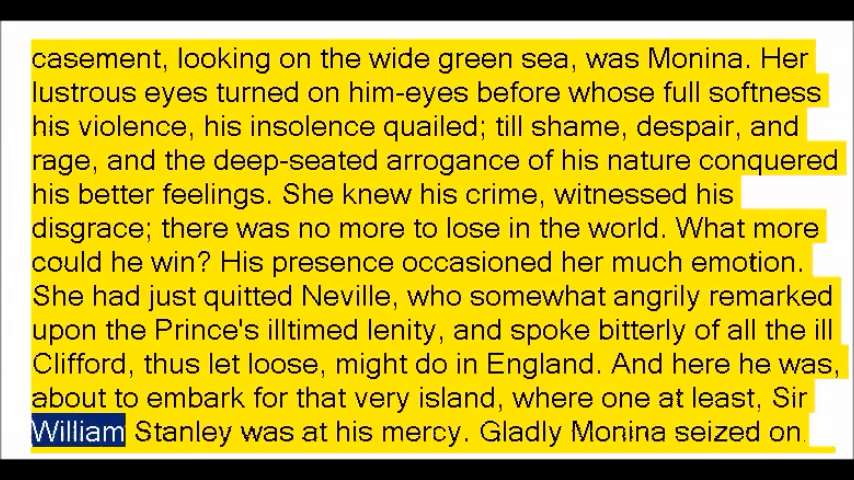 casement, looking on the wide green sea, was Monina. Her
lustrous eyes turned on him-eyes before whose full softness
his violence, his insolence quailed; till shame, despair, and
rage, and the deep-seated arrogance of his nature conquered
his better feelings. She knew his crime, witnessed his
disgrace; there was no more to lose in the world. What more
could he win? His presence occasioned her much emotion.
She had just quitted Neville, who somewhat angrily remarked
upon the Prince's illtimed lenity, and spoke bitterly of all the ill
Clifford, thus let loose, might do in England. And here he was,
about to embark for that very island, where one at least, Sir
William Stanley was at his mercy. Gladly Monina seized on